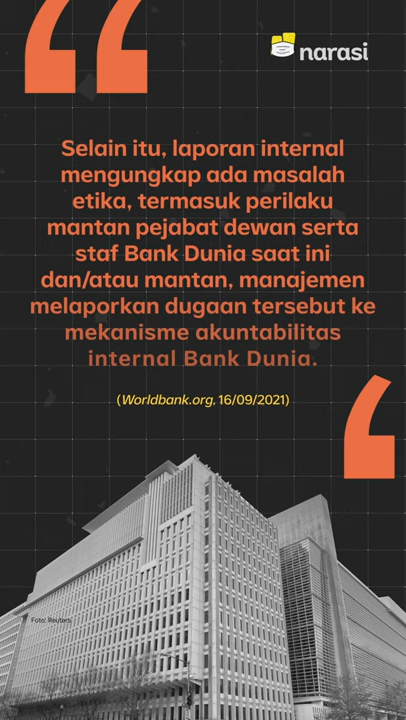 narasi
Selain itu, laporan internal
mengungkap ada masalah
etika, termasuk perilaku
mantan pejabat dewan serta
staf Bank Dunia saat ini
dan/atau mantan, manajemen
melaporkan dugaan tersebut ke
mekanisme akuntabilitas
internal Bank Dunia.
(Worldbank.org, 16/09/2021)
Foto: Reuters